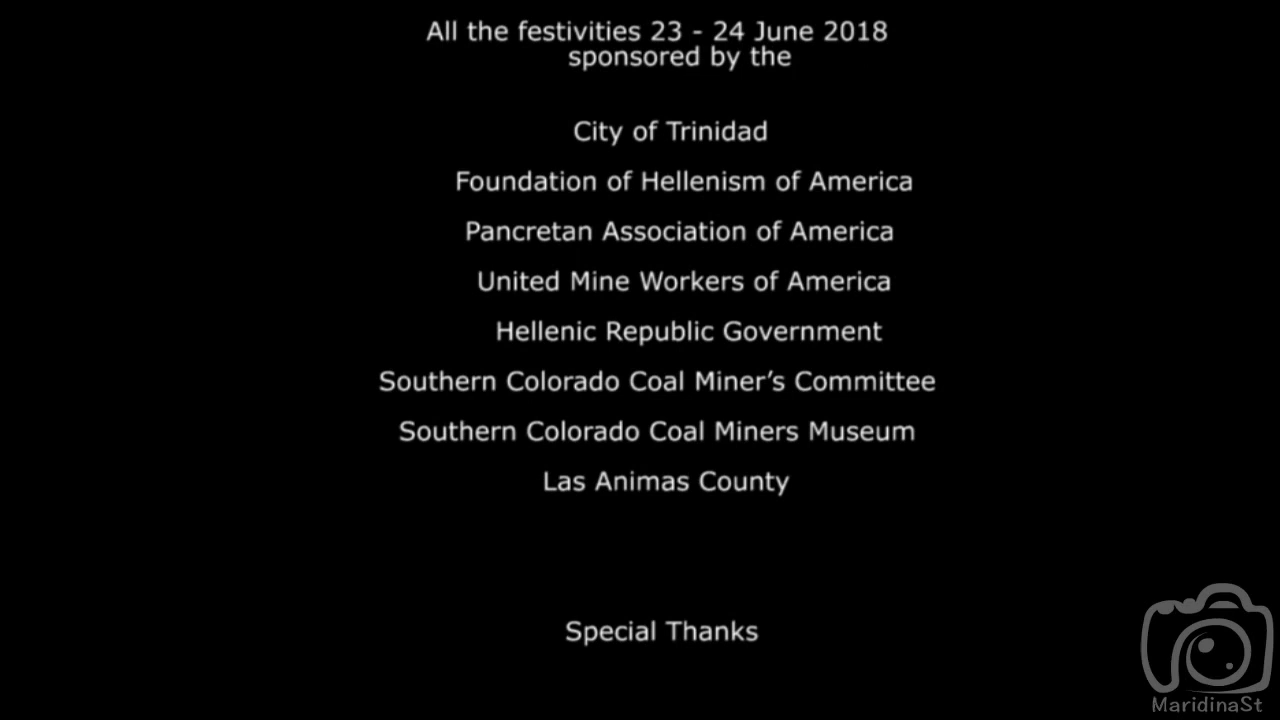 All the festivities 23 - 24 June 2018
sponsored by the
City of Trinidad
Foundation of Hellenism of America
Pancretan Association of America
United Mine Workers of America
Hellenic Republic Government
Southern Colorado Coal Miner’s Committee
Southern Colorado Coal Miners Museum
Las Animas County
Special Thanks
MaridinaSt